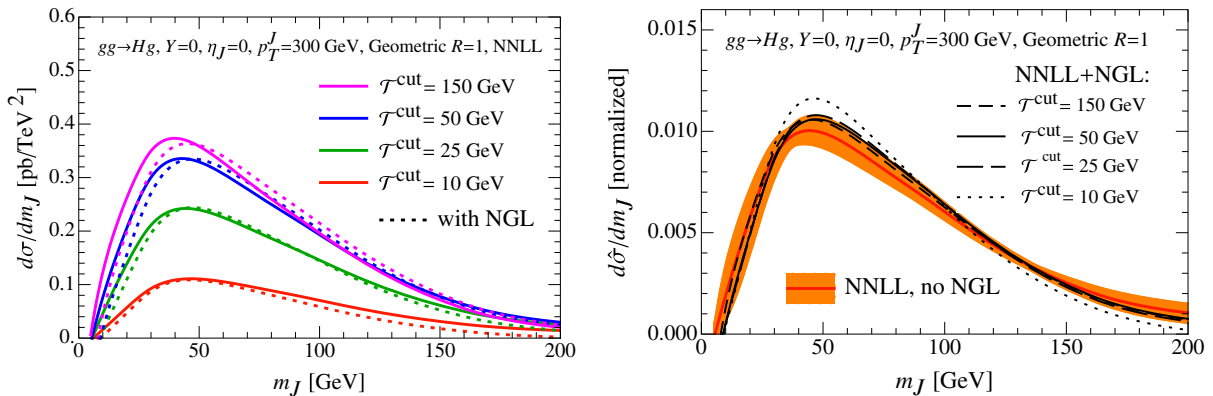 gg→Hg, Y=0, η_J=0, p_T^J=300 GeV, Geometric R=1, NNLL
𝒯^cut= 150 GeV
𝒯^cut= 50 GeV
𝒯^cut= 25 GeV
𝒯^cut= 10 GeV
with NGL
dσ/dm_J [pb/TeV^2]
0.6
0.5
0.4
0.3
0.2
0.1
0.
0 50 100 150 200
m_J [GeV]
gg→Hg, Y=0, η_J=0, p_T^J=300 GeV, Geometric R=1
NNLL+NGL:
𝒯^cut= 150 GeV
𝒯^cut= 50 GeV
𝒯^cut= 25 GeV
𝒯^cut= 10 GeV
NNLL, no NGL
dσ̂/dm_J [normalized]
0.015
0.010
0.005
0.000
0 50 100 150 200
m_J [GeV]